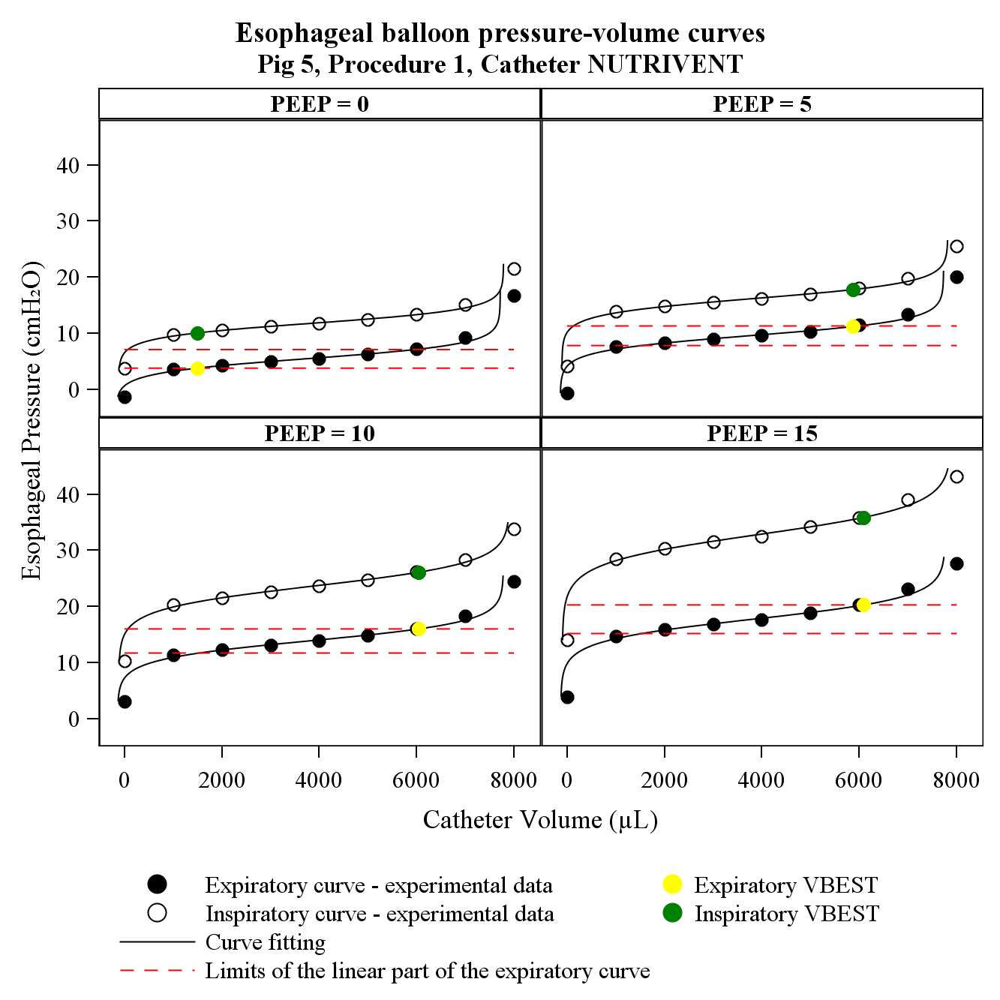 Esophageal balloon pressure-volume curves
Pig 5, Procedure 1, Catheter NUTRIVENT
PEEP = 0
PEEP = 5
40
30
20
10
0
PEEP = 10
PEEP = 15
40
30
20
10
0
Esophageal Pressure (cmH₂O)
0 2000 4000 6000 8000 0 2000 4000 6000 8000
Catheter Volume (µL)
Expiratory curve - experimental data
Expiratory VBEST
Inspiratory curve - experimental data
Inspiratory VBEST
Curve fitting
Limits of the linear part of the expiratory curve